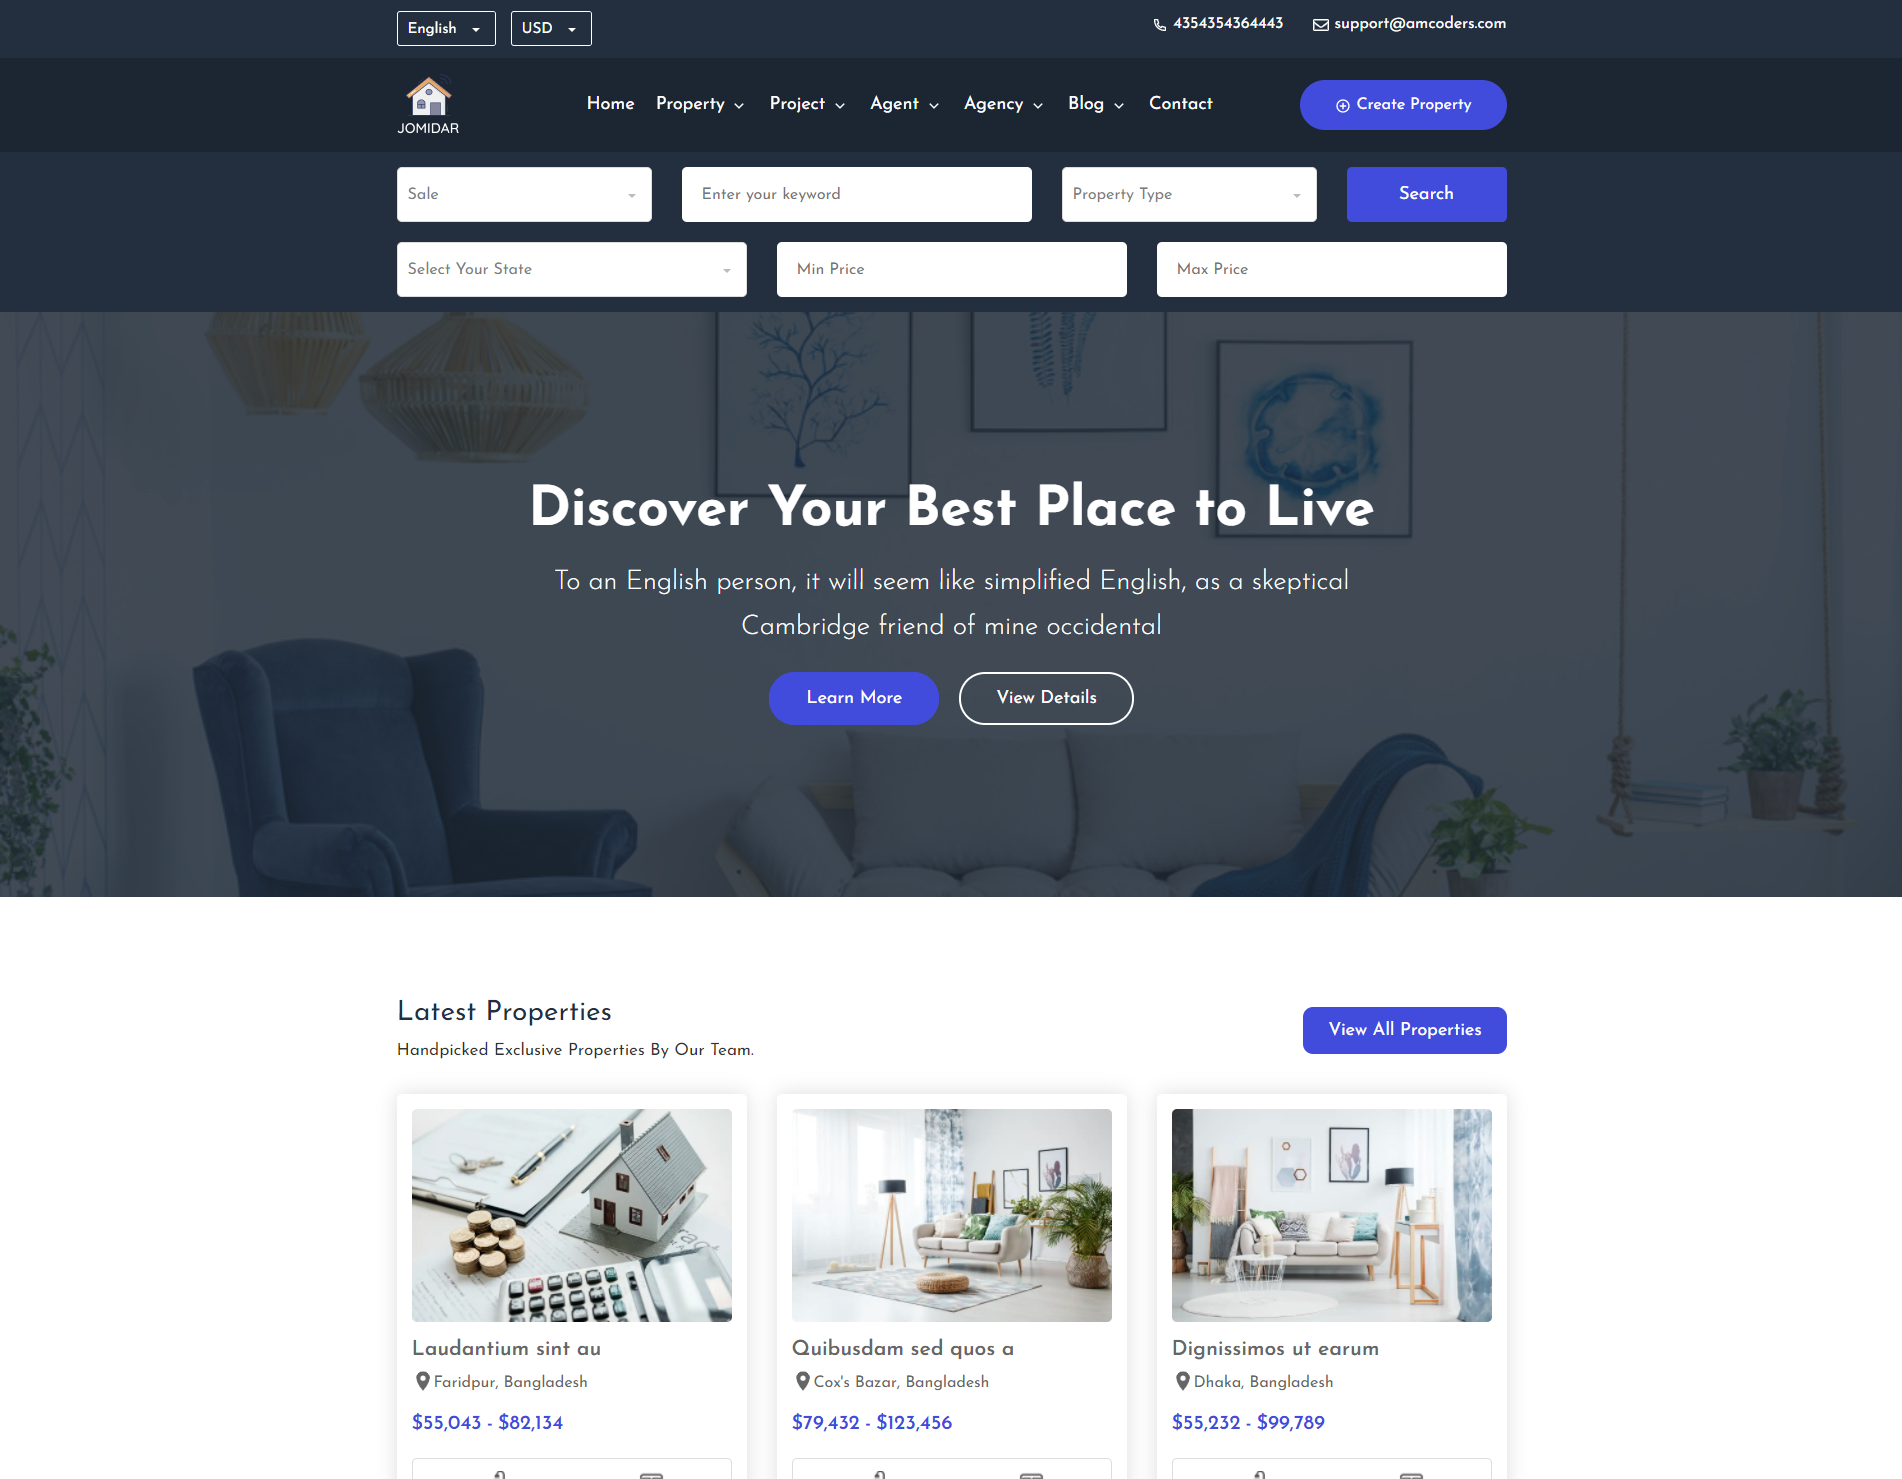 English
USD
4354354364443
support@amcoders.com
JOMIDAR
Home
Property
Project
Agent
Agency
Blog
Contact
Create Property
Sale
Enter your keyword
Property Type
Search
Select Your State
Min Price
Max Price
Discover Your Best Place to Live
To an English person, it will seem like simplified English, as a skeptical
Cambridge friend of mine occidental
Learn More
View Details
Latest Properties
Handpicked Exclusive Properties By Our Team.
View All Properties
Laudantium sint au
Faridpur, Bangladesh
$55,043 - $82,134
Quibusdam sed quos a
Cox's Bazar, Bangladesh
$79,432 - $123,456
Dignissimos ut earum
Dhaka, Bangladesh
$55,232 - $99,789